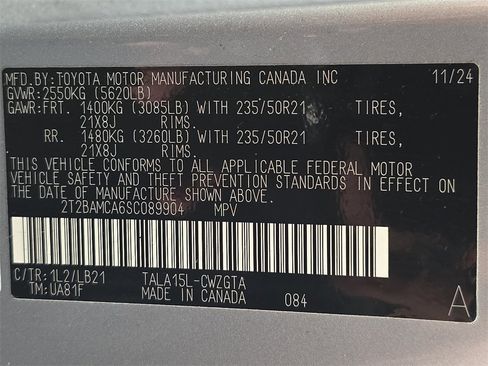 MFD.BY:TOYOTA MOTOR MANUFACTURING CANADA INC 11/24
GVWR:2550KG (5620LB)
GAWR:FRT. 1400KG (3085LB) WITH 235/50R21 TIRES,
21X8J RIMS.
RR. 1480KG (3260LB) WITH 235/50R21 TIRES,
21X8J RIMS.
THIS VEHICLE CONFORMS TO ALL APPLICABLE FEDERAL MOTOR
VEHICLE SAFETY AND THEFT PREVENTION STANDARDS IN EFFECT ON
THE DATE OF MANUFACTURE SHOWN ABOVE.
2T2BAMCA6SC089904 MPV
C/TR:1L2/LB21 TALA15L-CWZGTA
TM:UA81F MADE IN CANADA 084 A